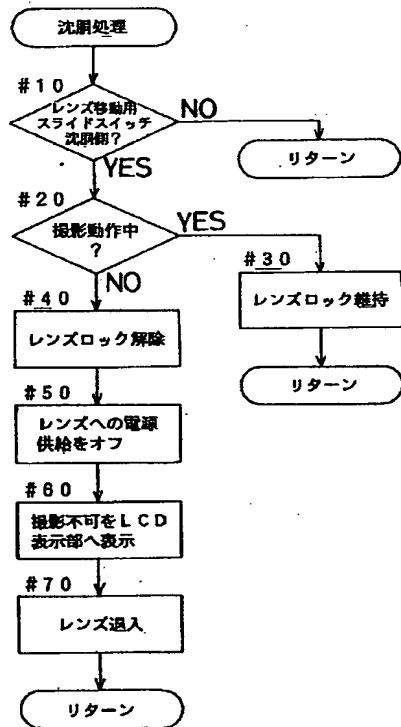 沈胴処理
#10
レンズ移動用
スライドスイッチ
沈胴側?
NO
リターン
YES
#20
撮影動作中
?
YES
#30
レンズロック維持
リターン
NO
#40
レンズロック解除
#50
レンズへの電源
供給をオフ
#60
撮影不可をLCD
表示部へ表示
#70
レンズ退入
リターン